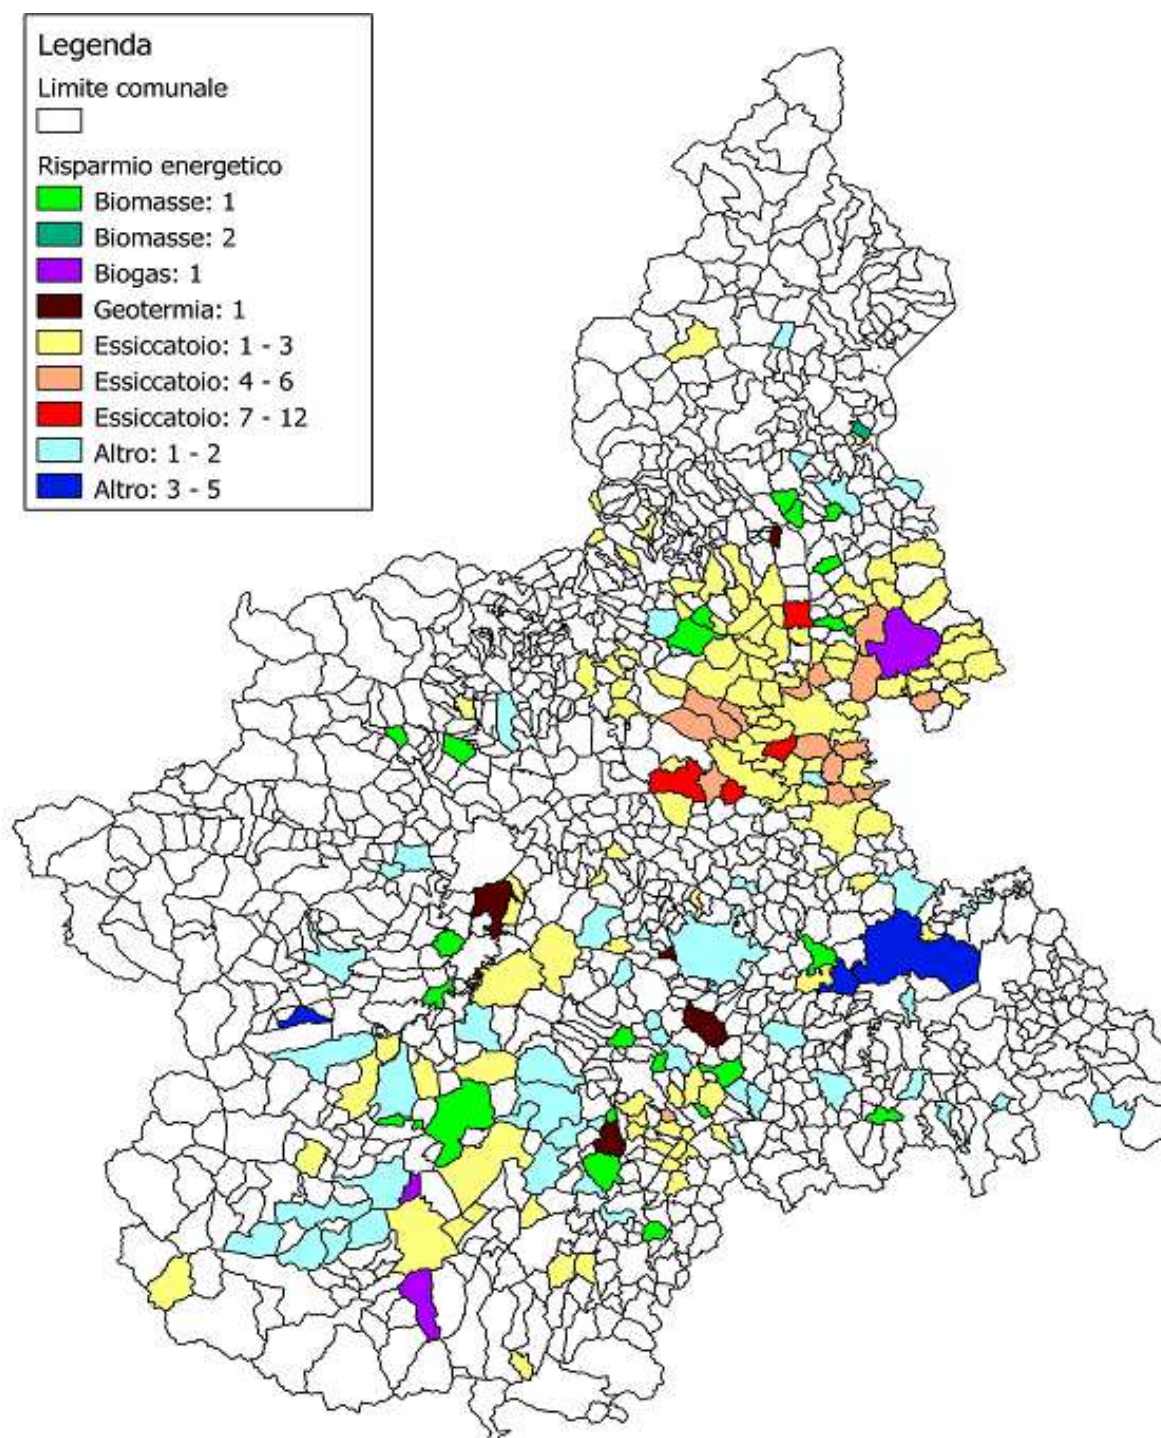 Legenda
Limite comunale
Risparmio energetico
Biomasse: 1
Biomasse: 2
Biogas: 1
Geotermia: 1
Essiccatoio: 1 - 3
Essiccatoio: 4 - 6
Essiccatoio: 7 - 12
Altro: 1 - 2
Altro: 3 - 5